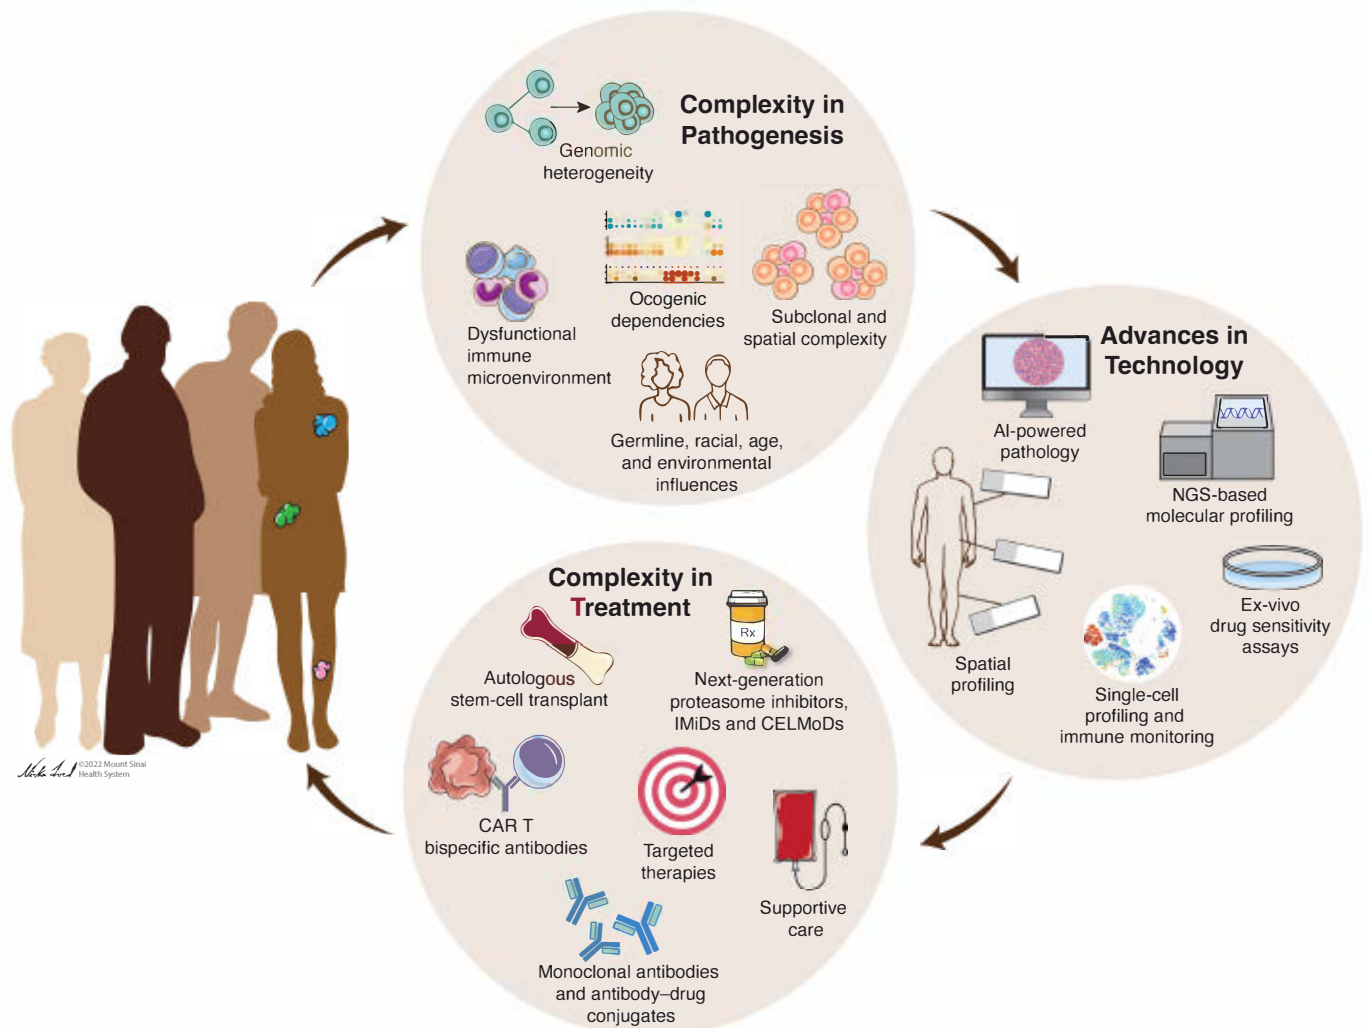 Complexity in
Pathogenesis
Genomic
heterogeneity
Ocogenic
dependencies
Subclonal and
spatial complexity
Dysfunctional
immune
microenvironment
Germline, racial, age,
and environmental
influences
Advances in
Technology
AI-powered
pathology
NGS-based
molecular profiling
Ex-vivo
drug sensitivity
assays
Spatial
profiling
Single-cell
profiling and
immune monitoring
Complexity in
Treatment
Autologous
stem-cell transplant
Rx
Next-generation
proteasome inhibitors,
IMiDs and CELMoDs
CAR T
bispecific antibodies
Targeted
therapies
Supportive
care
Monoclonal antibodies
and antibody–drug
conjugates
©2022 Mount Sinai
Health System